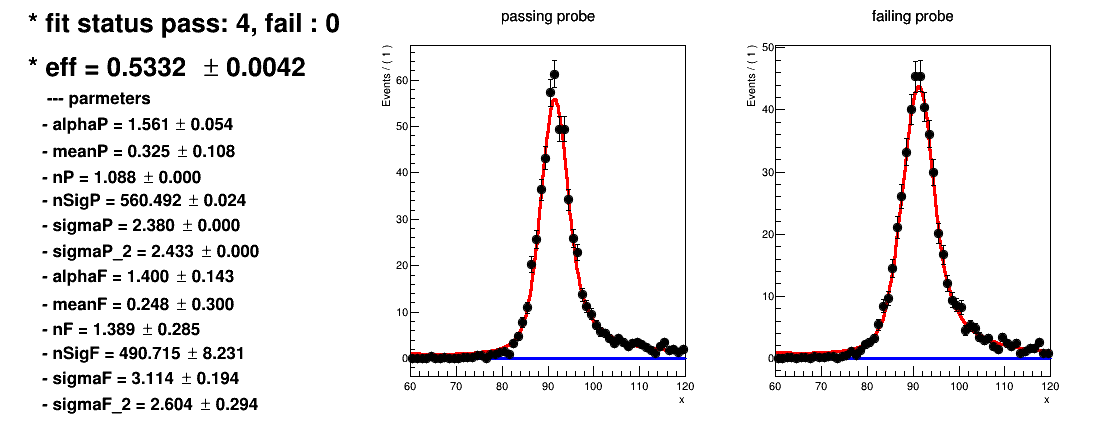 * fit status pass: 4, fail : 0
* eff = 0.5332 ± 0.0042
--- parmeters
- alphaP = 1.561 ± 0.054
- meanP = 0.325 ± 0.108
- nP = 1.088 ± 0.000
- nSigP = 560.492 ± 0.024
- sigmaP = 2.380 ± 0.000
- sigmaP_2 = 2.433 ± 0.000
- alphaF = 1.400 ± 0.143
- meanF = 0.248 ± 0.300
- nF = 1.389 ± 0.285
- nSigF = 490.715 ± 8.231
- sigmaF = 3.114 ± 0.194
- sigmaF_2 = 2.604 ± 0.294
passing probe
Events / ( 1 )
60
50
40
30
20
10
0
60 70 80 90 100 110 120
x
failing probe
Events / ( 1 )
50
40
30
20
10
0
60 70 80 90 100 110 120
x